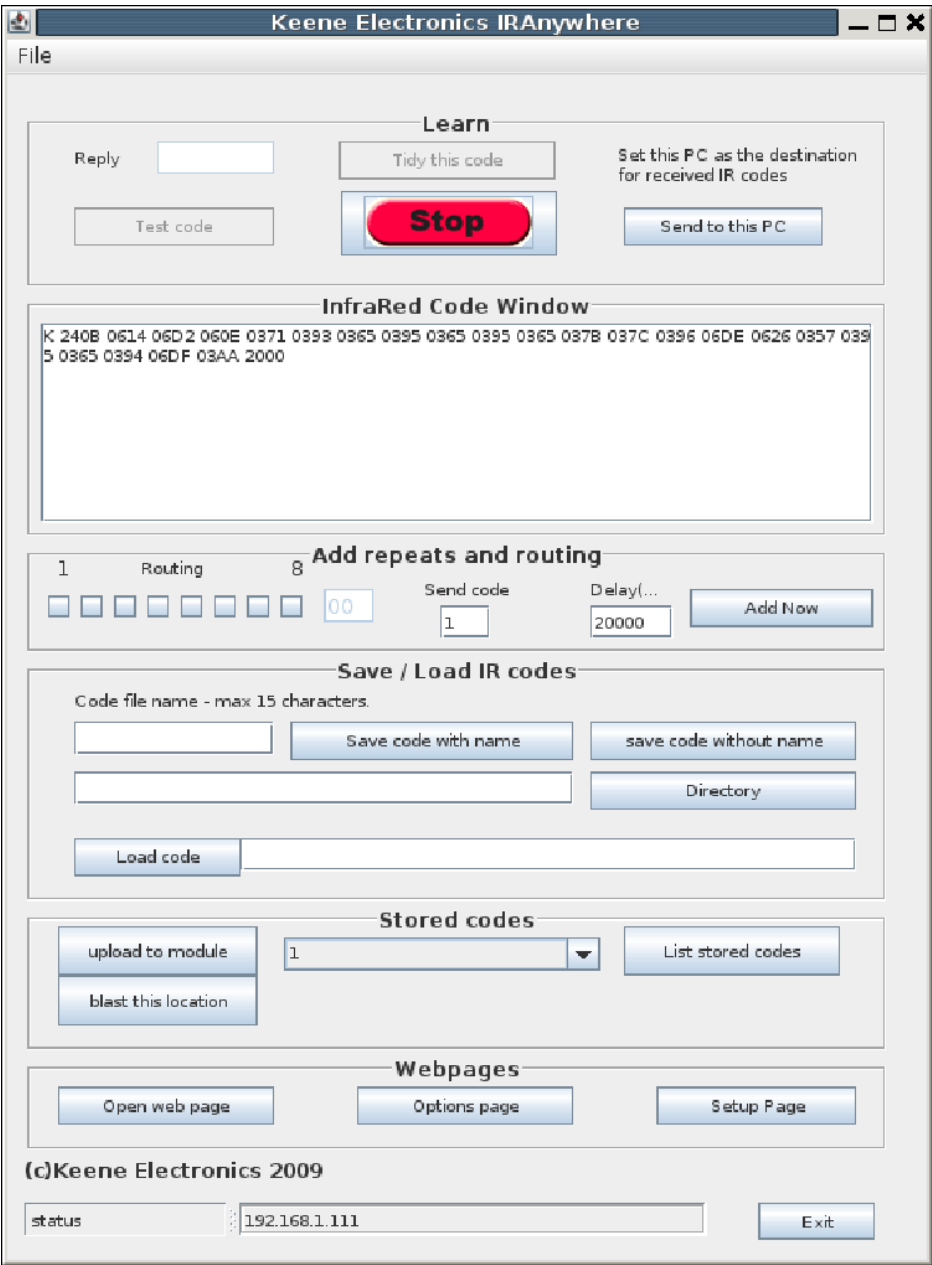 Keene Electronics IRAnywhere
File
Learn
Reply
Tidy this code
Set this PC as the destination
for received IR codes
Test code
Stop
Send to this PC
InfraRed Code Window
K 240B 0614 06D2 060E 0371 0393 0365 0395 0365 0395 0365 037B 037C 0396 06DE 0626 0357 039
5 0365 0394 06DF 03AA 2000
Add repeats and routing
1 Routing 8
Send code
Delay(...
00
1
20000
Add Now
Save / Load IR codes
Code file name - max 15 characters.
Save code with name
save code without name
Directory
Load code
Stored codes
upload to module
1
List stored codes
blast this location
Webpages
Open web page
Options page
Setup Page
(c)Keene Electronics 2009
status
192.168.1.111
Exit